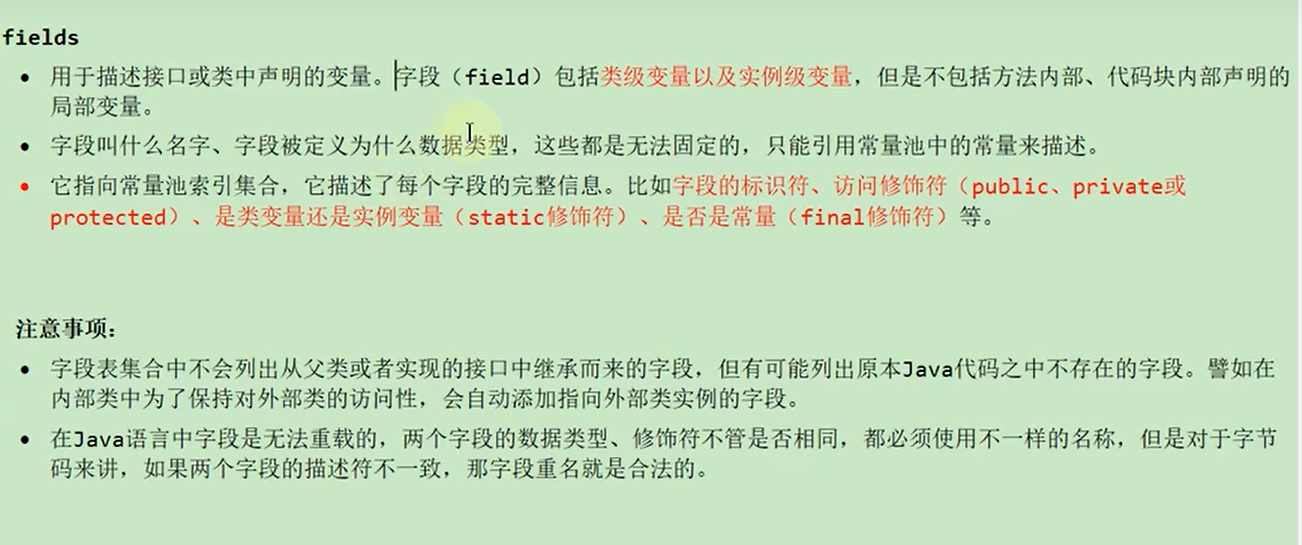 fields
• 用于描述接口或类中声明的变量。字段（field）包括类级变量以及实例级变量，但是不包括方法内部、代码块内部声明的
局部变量。
• 字段叫什么名字、字段被定义为什么数据类型，这些都是无法固定的，只能引用常量池中的常量来描述。
• 它指向常量池索引集合，它描述了每个字段的完整信息。比如字段的标识符、访问修饰符（public、private或
protected）、是类变量还是实例变量（static修饰符）、是否是常量（final修饰符）等。
注意事项：
• 字段表集合中不会列出从父类或者实现的接口中继承而来的字段，但有可能列出原本Java代码之中不存在的字段。譬如在
内部类中为了保持对外部类的访问性，会自动添加指向外部类实例的字段。
• 在Java语言中字段是无法重载的，两个字段的数据类型、修饰符不管是否相同，都必须使用不一样的名称，但是对于字节
码来讲，如果两个字段的描述符不一致，那字段重名就是合法的。